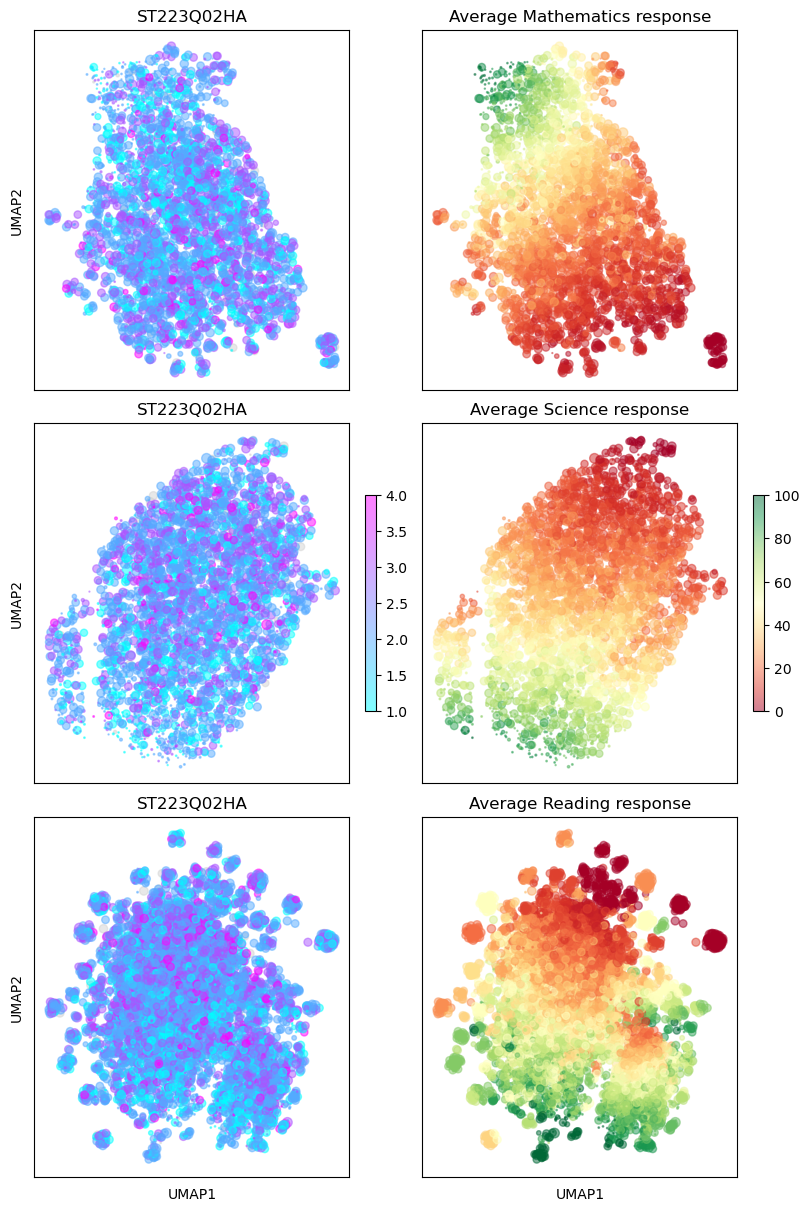 ST223Q02HA
Average Mathematics response
UMAP2
ST223Q02HA
Average Science response
UMAP2
4.0
3.5
3.0
2.5
2.0
1.5
1.0
100
80
60
40
20
0
ST223Q02HA
Average Reading response
UMAP2
UMAP1
UMAP1